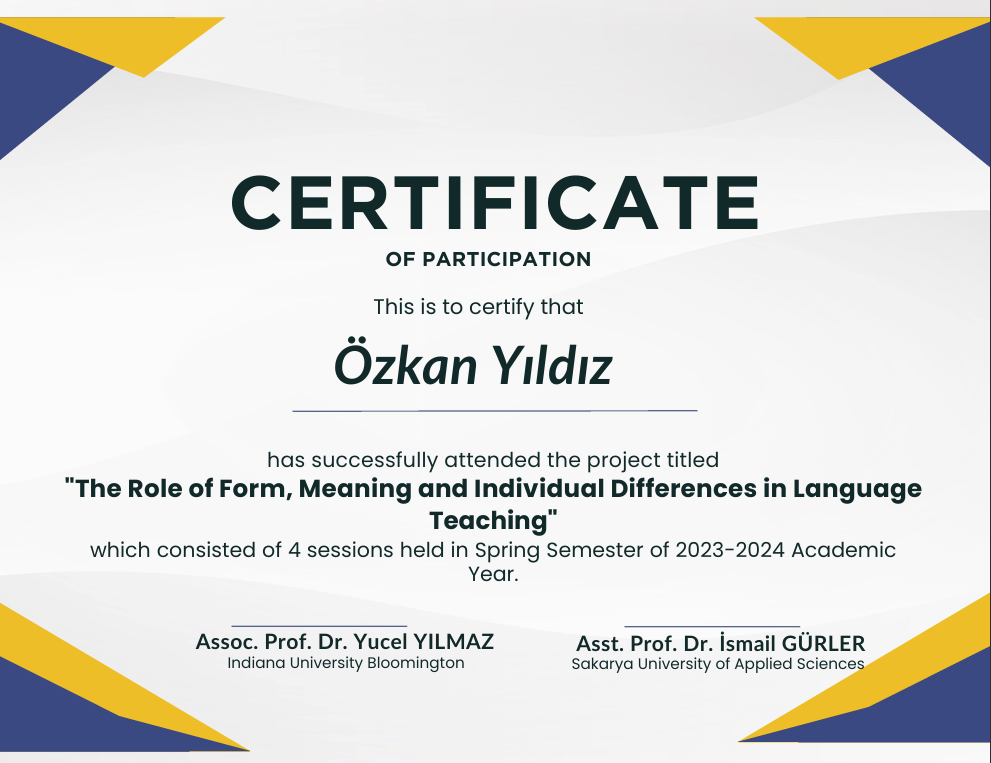 CERTIFICATE
OF PARTICIPATION
This is to certify that
Özkan Yıldız
has successfully attended the project titled
"The Role of Form, Meaning and Individual Differences in Language
Teaching"
which consisted of 4 sessions held in Spring Semester of 2023-2024 Academic
Year.
Assoc. Prof. Dr. Yucel YILMAZ
Indiana University Bloomington
Asst. Prof. Dr. İsmail GÜRLER
Sakarya University of Applied Sciences